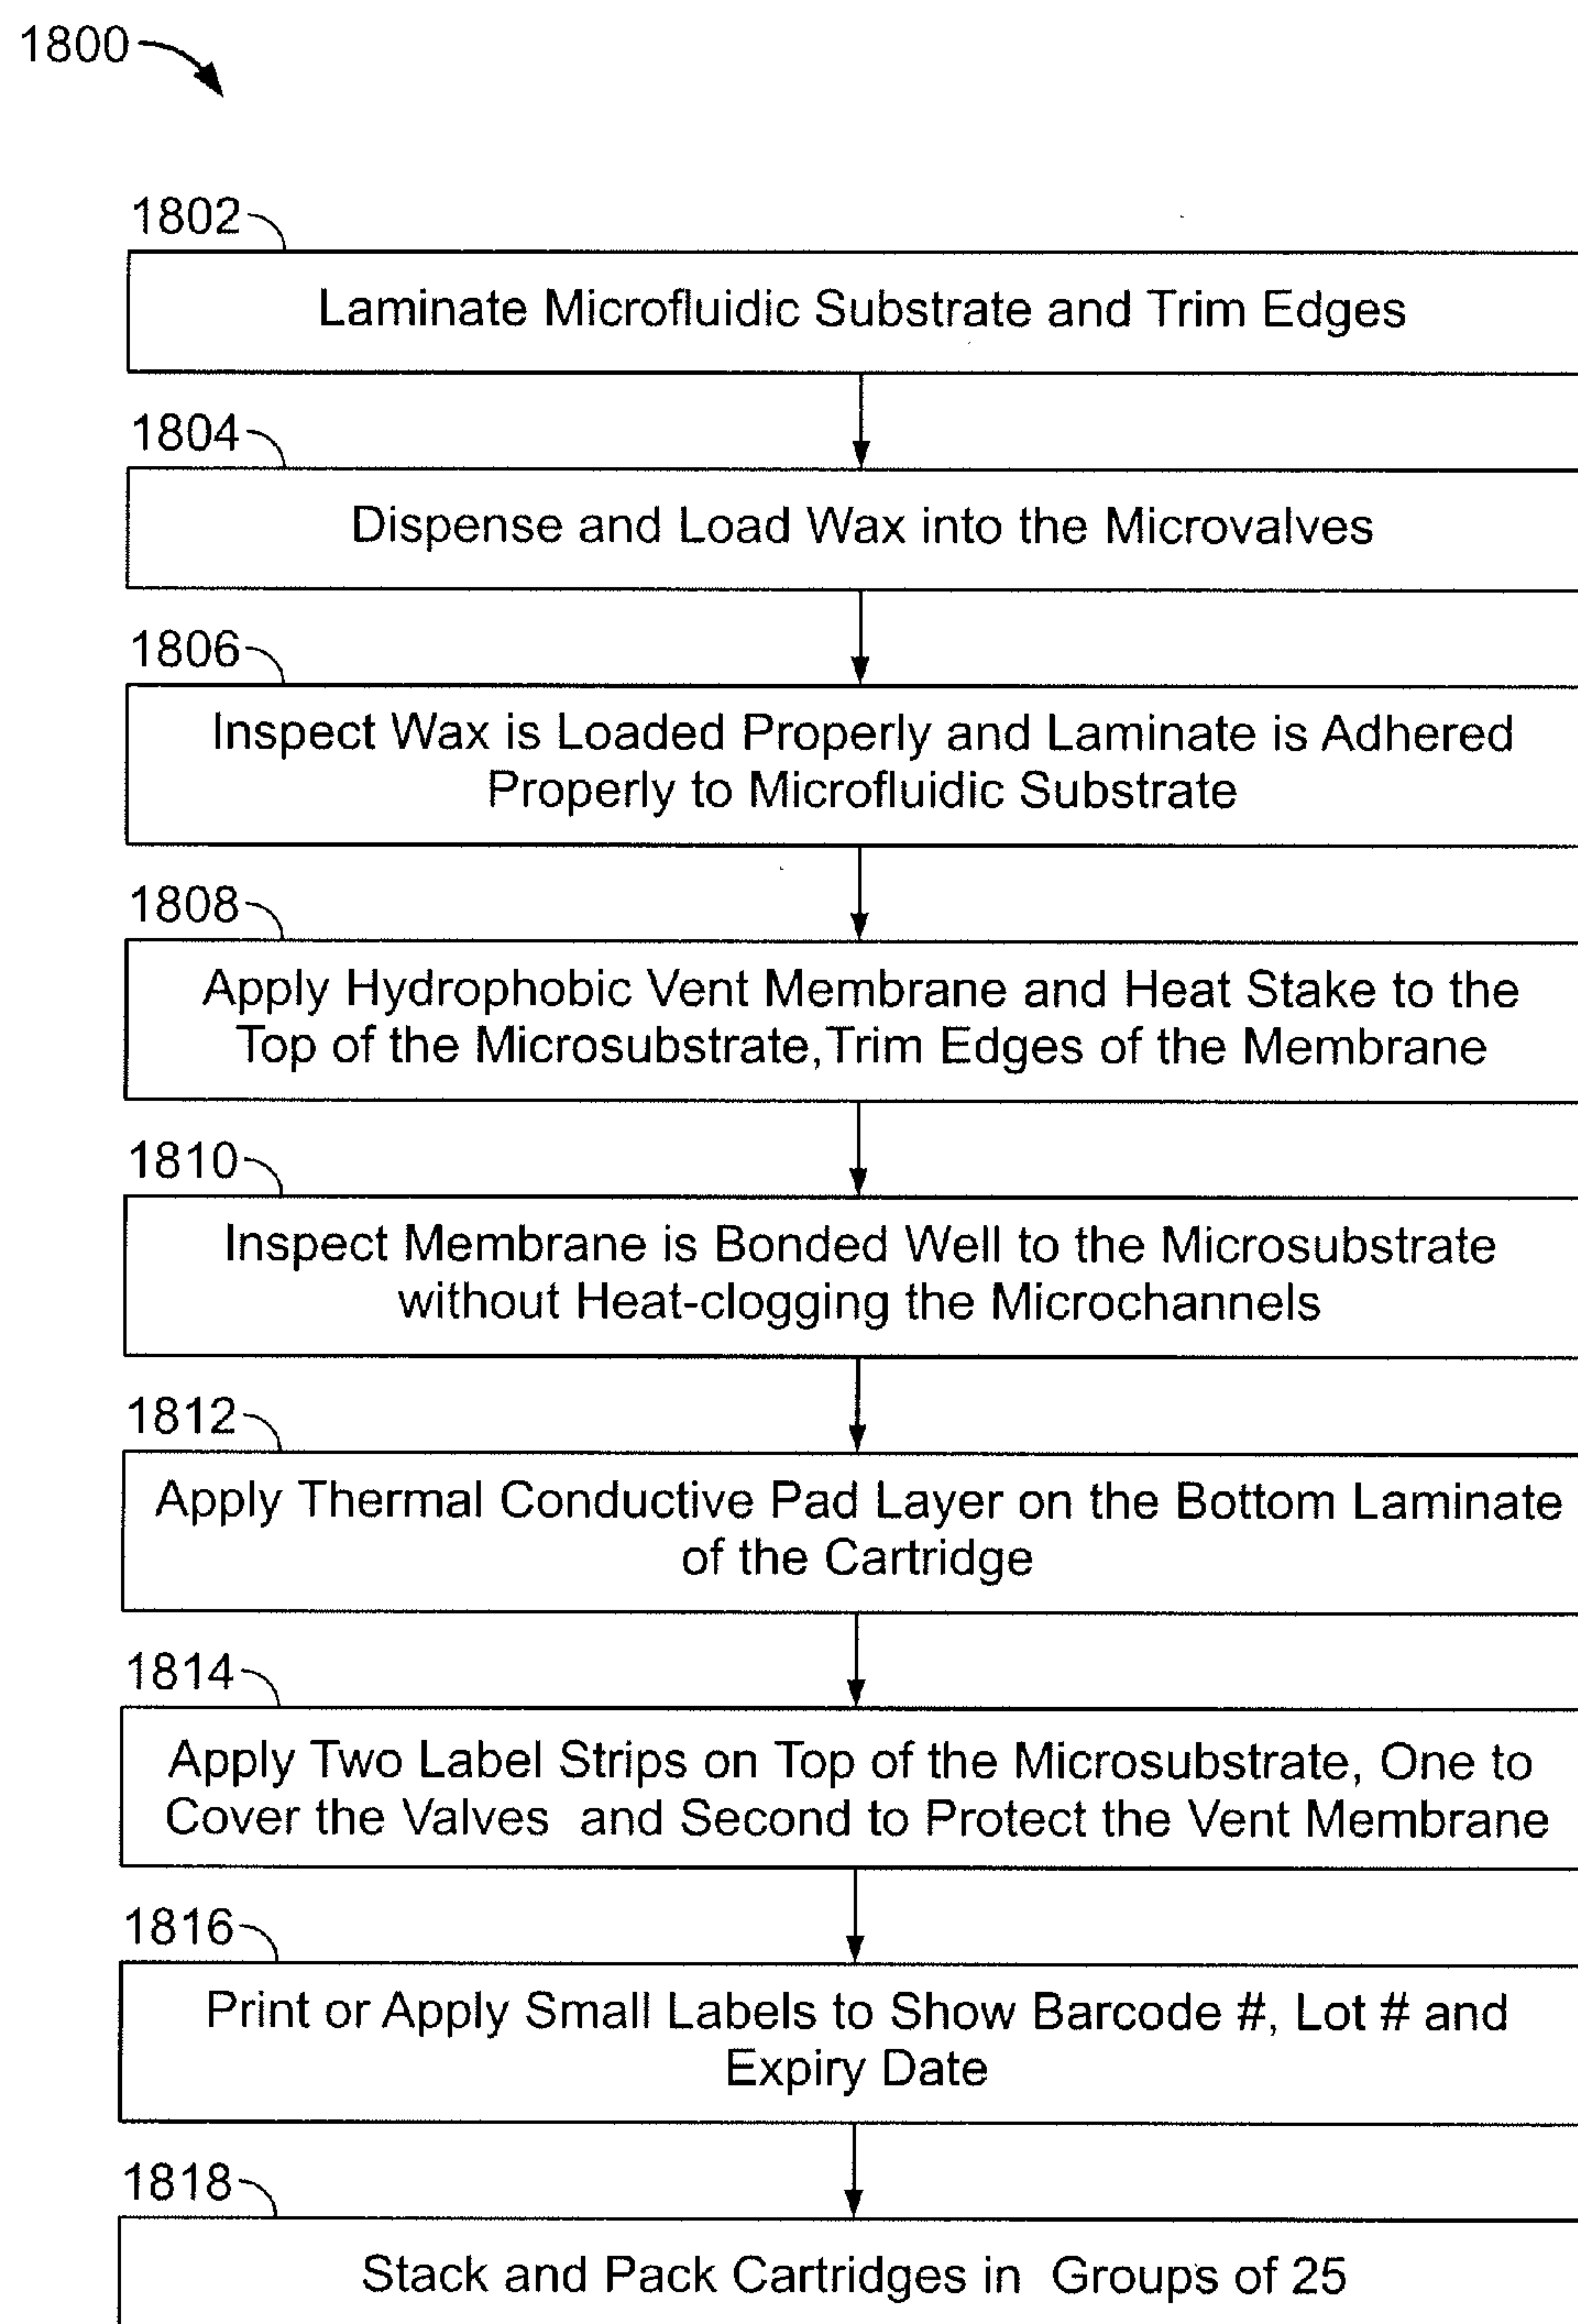 1800
1802
Laminate Microfluidic Substrate and Trim Edges
1804
Dispense and Load Wax into the Microvalves
1806
Inspect Wax is Loaded Properly and Laminate is Adhered
Properly to Microfluidic Substrate
1808
Apply Hydrophobic Vent Membrane and Heat Stake to the
Top of the Microsubstrate,Trim Edges of the Membrane
1810
Inspect Membrane is Bonded Well to the Microsubstrate
without Heat-clogging the Microchannels
1812
Apply Thermal Conductive Pad Layer on the Bottom Laminate
of the Cartridge
1814
Apply Two Label Strips on Top of the Microsubstrate, One to
Cover the Valves and Second to Protect the Vent Membrane
1816
Print or Apply Small Labels to Show Barcode #, Lot # and
Expiry Date
1818
Stack and Pack Cartridges in Groups of 25